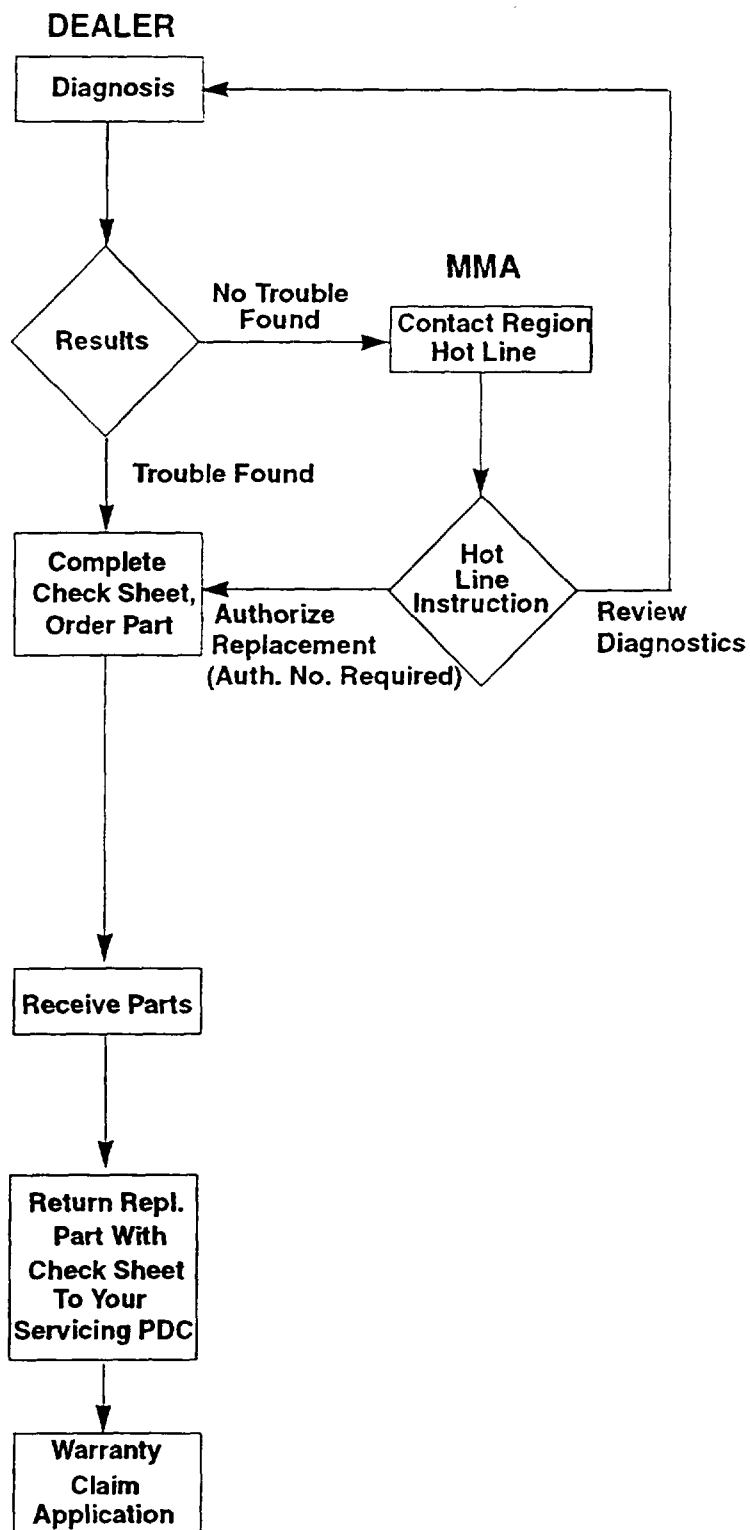 DEALER
Diagnosis
Results
No Trouble
Found
MMA
Contact Region
Hot Line
Trouble Found
Complete
Check Sheet,
Order Part
Hot
Line
Instruction
Authorize
Replacement
(Auth. No. Required)
Review
Diagnostics
Receive Parts
Return Repl.
Part With
Check Sheet
To Your
Servicing PDC
Warranty
Claim
Application